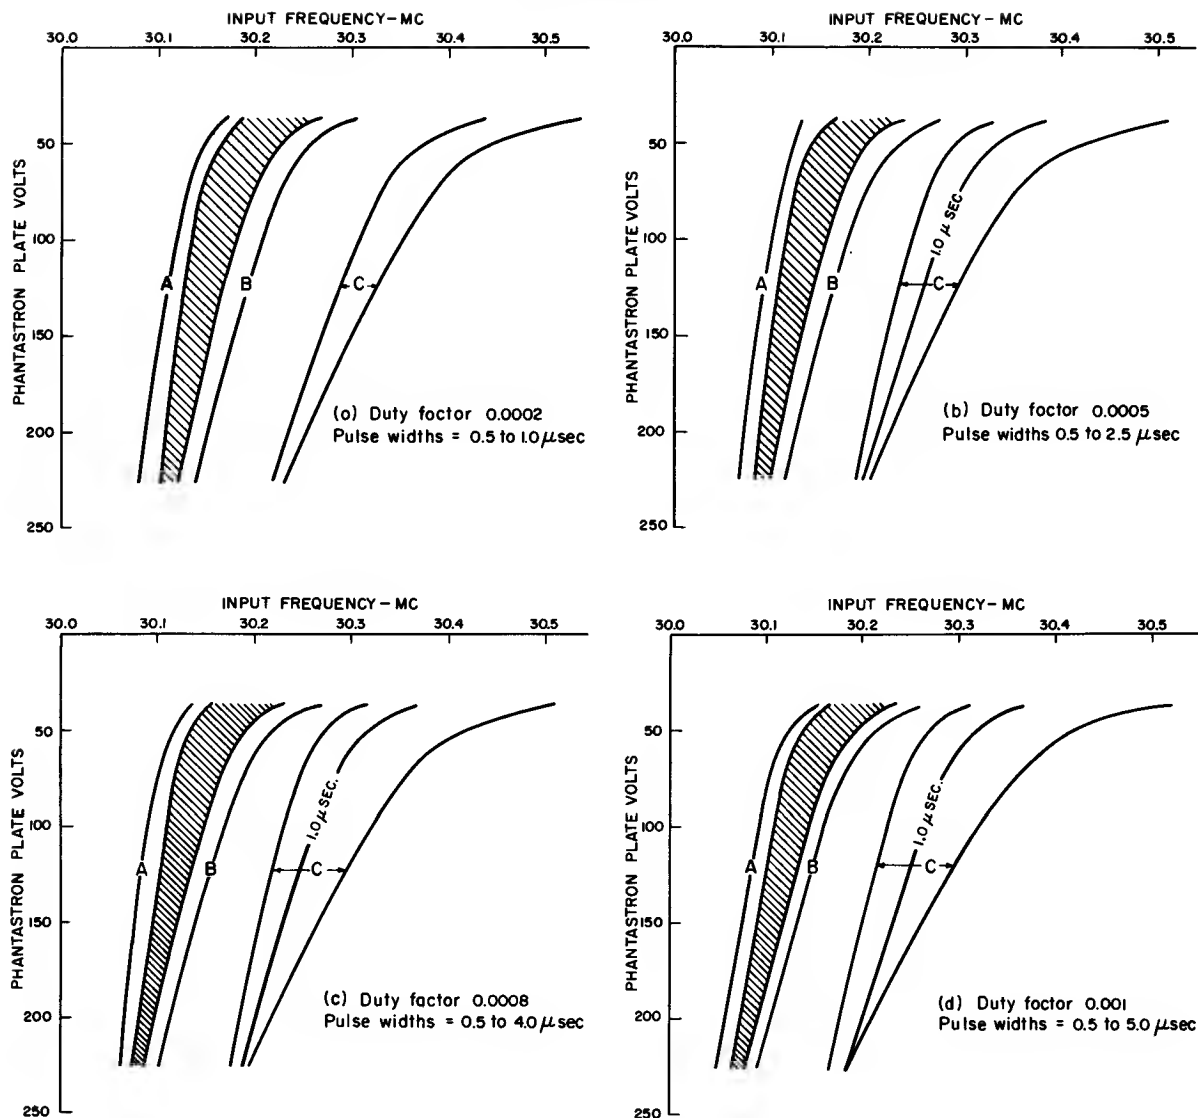 INPUT FREQUENCY-MC
30.0 30.1 30.2 30.3 30.4 30.5
PHANTASTRON PLATE VOLTS
50
100
150
200
250
A
B
C
(a) Duty factor 0.0002
Pulse widths = 0.5 to 1.0 μsec
INPUT FREQUENCY-MC
30.0 30.1 30.2 30.3 30.4 30.5
PHANTASTRON PLATE VOLTS
50
100
150
200
250
A
B
1.0 μ SEC
C
(b) Duty factor 0.0005
Pulse widths 0.5 to 2.5 μsec
INPUT FREQUENCY-MC
30.0 30.1 30.2 30.3 30.4 30.5
PHANTASTRON PLATE VOLTS
50
100
150
200
250
A
B
1.0 μ SEC.
C
(c) Duty factor 0.0008
Pulse widths = 0.5 to 4.0 μsec
INPUT FREQUENCY-MC
30.0 30.1 30.2 30.3 30.4 30.5
PHANTASTRON PLATE VOLTS
50
100
150
200
250
A
B
1.0 μ SEC.
C
(d) Duty factor 0.001
Pulse widths = 0.5 to 5.0 μsec